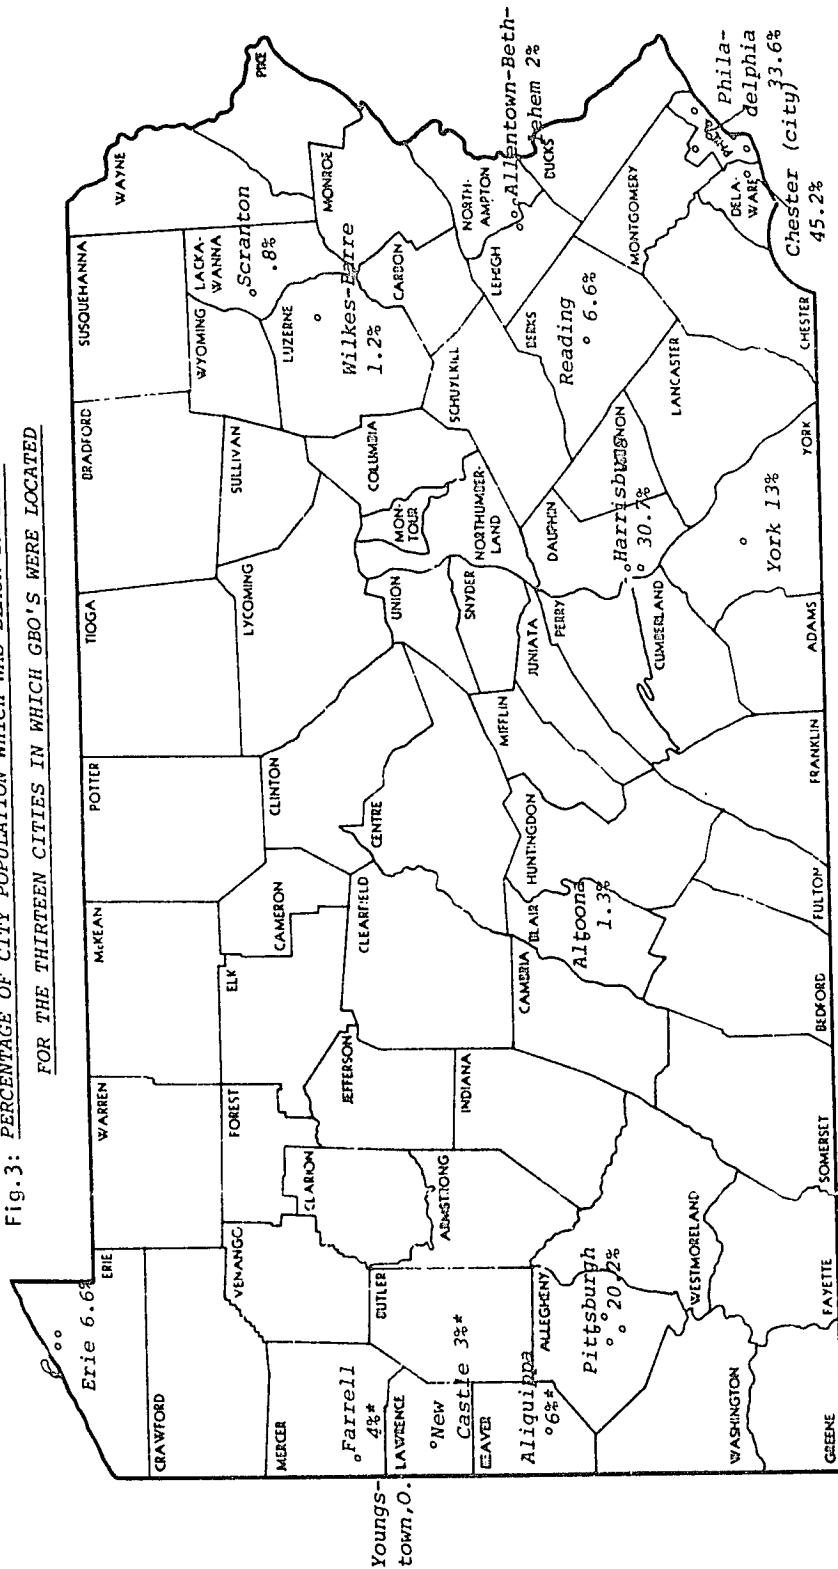 Fig.3: PERCENTAGE OF CITY POPULATION WHICH WAS
FOR THE THIRTEEN CITIES IN WHICH GBO'S WERE LOCATED
ERIE
Erie 6.6%
CRAWFORD
WARREN
McKEAN
POTTER
TIOGA
BRADFORD
SUSQUEHANNA
WAYNE
PIKE
MERCER
Farrell
4%*
VENANGO
FOREST
ELK
CAMERON
CLINTON
LYCOMING
SULLIVAN
WYOMING
LACKA-
WANNA
Scranton
.8%
LUZERNE
Wilkes-Barre
1.2%
MONROE
Youngs-
town,O.
LAWRENCE
New
Castle 3%*
BUTLER
CLARION
JEFFERSON
CLEARFIELD
CENTRE
UNION
MON-
TOUR
COLUMBIA
CARBON
NORTH-
AMPTON
Allentown-Beth-
lehem 2%
BEAVER
Aliquippa
6%*
ARMSTRONG
INDIANA
CAMBRIA
BLAIR
Altoona
1.3%
HUNTINGDON
MIFFLIN
JUNIATA
SNYDER
NORTHUMBER-
LAND
SCHUYLKILL
LEHIGH
BUCKS
ALLEGHENY
Pittsburgh
20.2%
WESTMORELAND
PERRY
DAUPHIN
Harrisburg
30.7%
LEBANON
BERKS
Reading
6.6%
MONTGOMERY
CUMBERLAND
LANCASTER
DELA-
WARE
PHILA
Phila-
delphia
33.6%
WASHINGTON
GREENE
FAYETTE
SOMERSET
BEDFORD
FULTON
FRANKLIN
ADAMS
YORK
York 13%
CHESTER
Chester (city)
45.2%